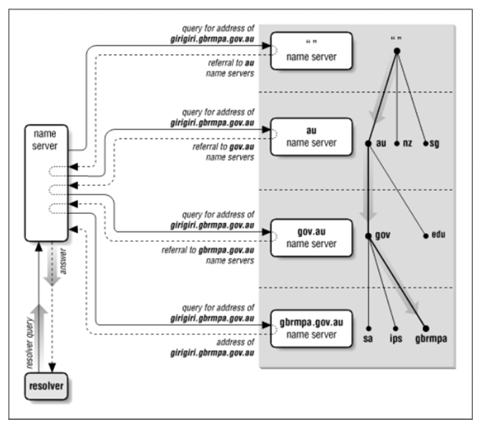 query for address of
girigiri.gbrmpa.gov.au
“ ”
name server
“ ”
referral to au
name servers
query for address of
girigiri.gbrmpa.gov.au
au
name server
au
nz
sg
referral to gov.au
name servers
name
server
query for address of
girigiri.gbrmpa.gov.au
gov.au
name server
gov
edu
referral to gbrmpa.gov.au
name servers
answer
query for address of
girigiri.gbrmpa.gov.au
gbrmpa.gov.au
name server
sa
ips
gbrmpa
address of
girigiri.gbrmpa.gov.au
resolver query
resolver